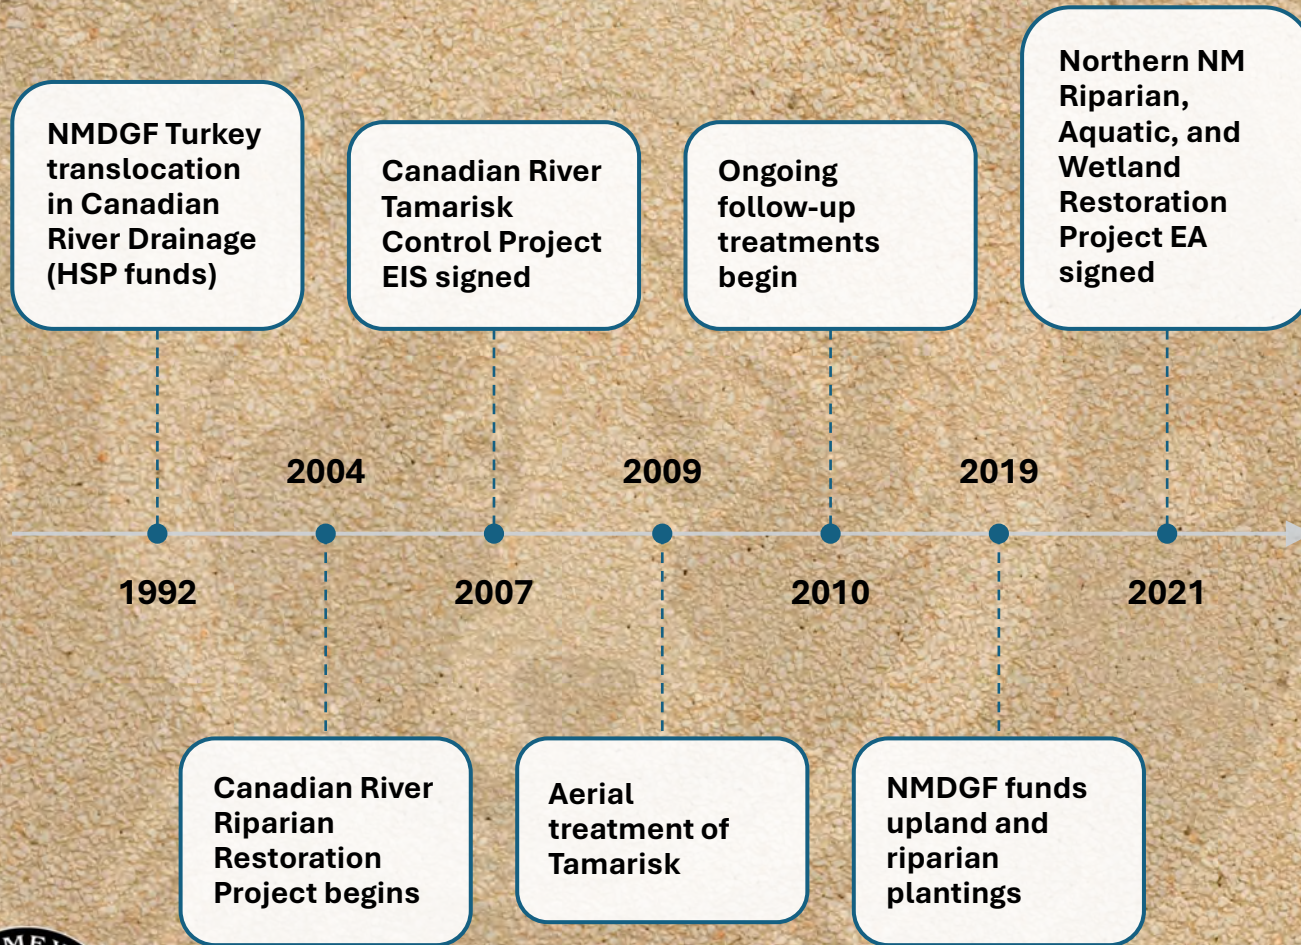 NMDGF Turkey
translocation
in Canadian
River Drainage
(HSP funds)
Canadian River
Tamarisk
Control Project
EIS signed
Ongoing
follow-up
treatments
begin
Northern NM
Riparian,
Aquatic, and
Wetland
Restoration
Project EA
signed
2004
2009
2019
1992
2007
2010
2021
Canadian River
Riparian
Restoration
Project begins
Aerial
treatment of
Tamarisk
NMDGF funds
upland and
riparian
plantings